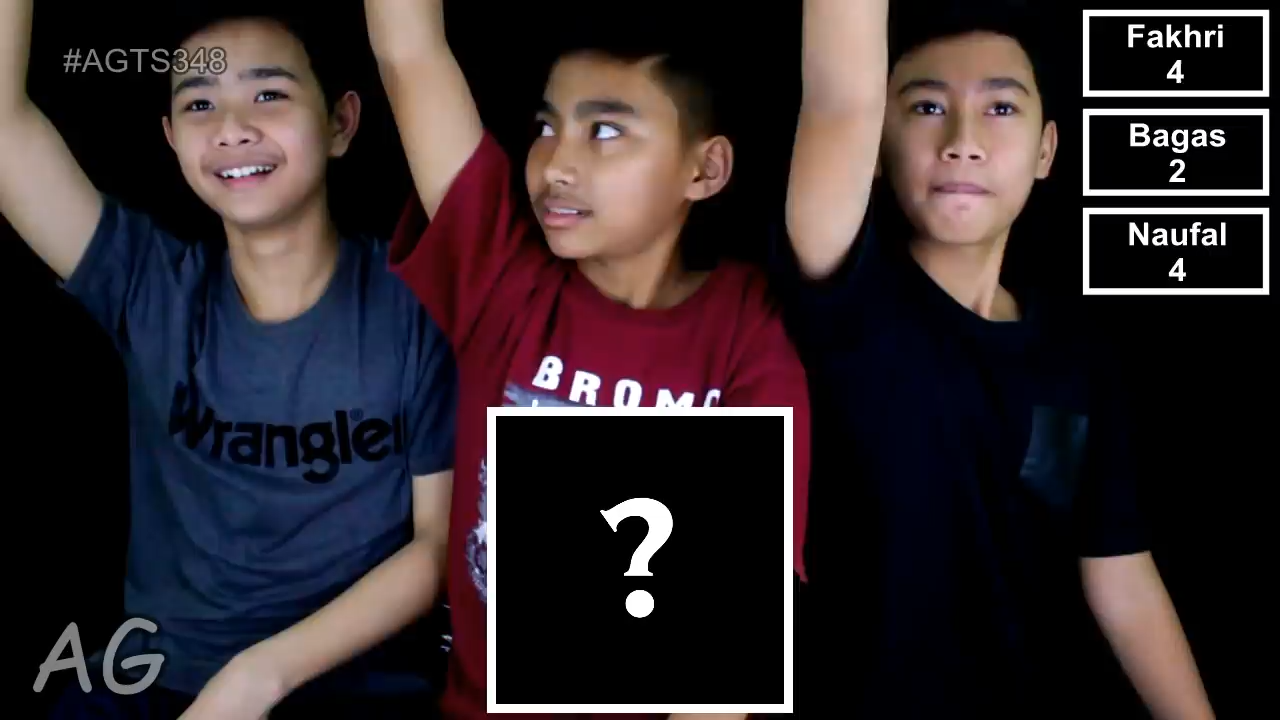 #AGTS348
Fakhri
4
Bagas
2
Naufal
4
Wrangler
BROMO
?
AG